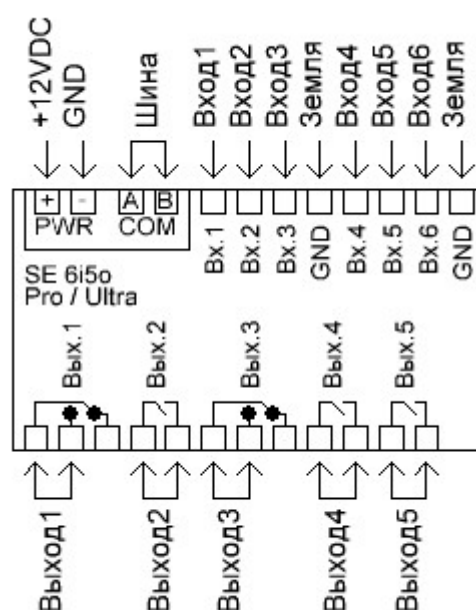 +12VDC
GND
Шина
Вход1
Вход2
Вход3
Земля
Вход4
Вход5
Вход6
Земля
+
-
A
B
PWR
COM
Вх.1
Вх.2
Вх.3
GND
Вх.4
Вх.5
Вх.6
GND
SE 6i5o
Pro / Ultra
Вых.1
Вых.2
Вых.3
Вых.4
Вых.5
Выход1
Выход2
Выход3
Выход4
Выход5